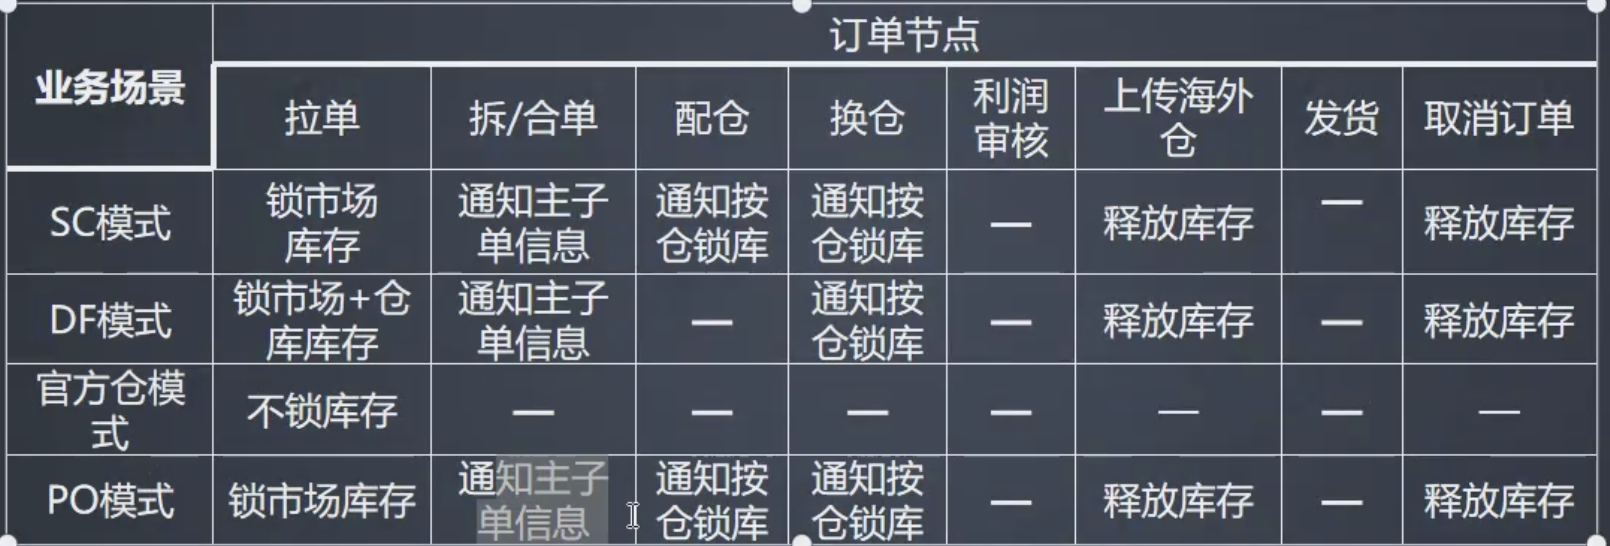 订单节点
业务场景
拉单
拆/合单
配仓
换仓
利润
审核
上传海外
仓
发货
取消订单
SC模式
锁市场
库存
通知主子
单信息
通知按
仓锁库
通知按
仓锁库
—
释放库存
—
释放库存
DF模式
锁市场+仓
库库存
通知主子
单信息
—
通知按
仓锁库
—
释放库存
—
释放库存
官方仓模
式
不锁库存
—
—
—
—
—
—
—
PO模式
锁市场库存
通知主子
单信息
通知按
仓锁库
通知按
仓锁库
—
释放库存
—
释放库存